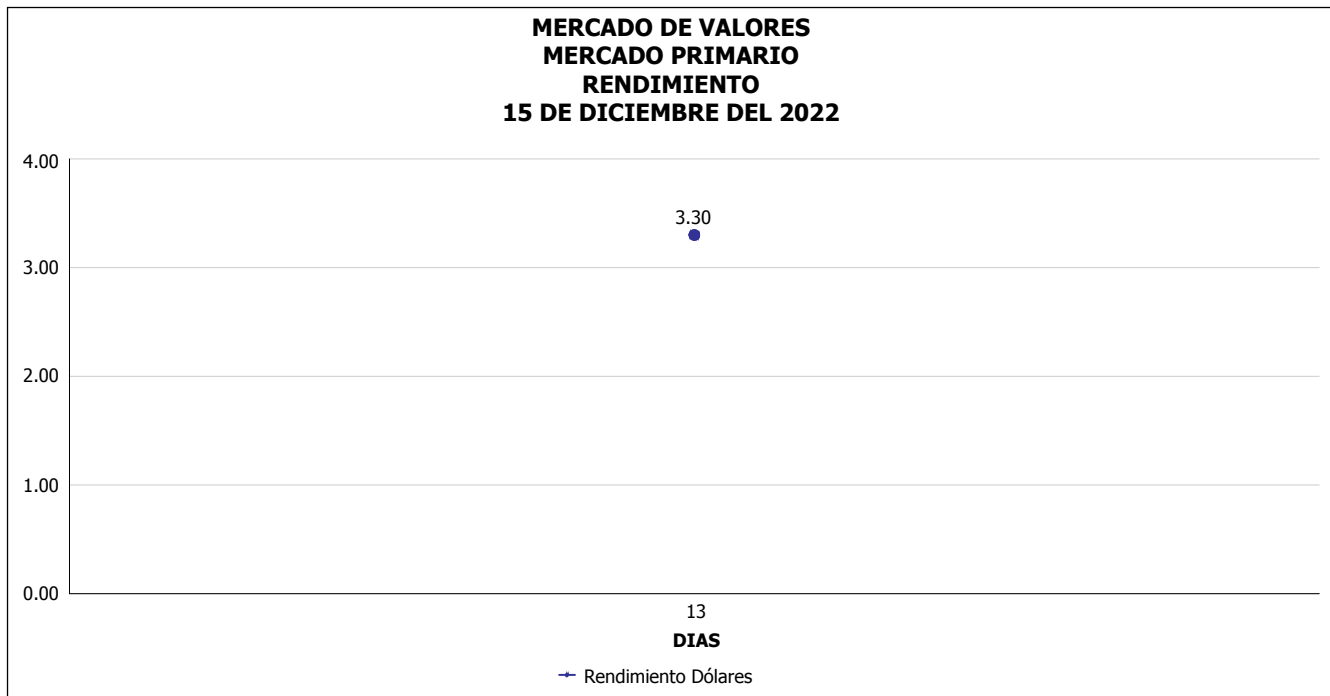 MERCADO DE VALORES
MERCADO PRIMARIO
RENDIMIENTO
15 DE DICIEMBRE DEL 2022
4.00
3.30
3.00
2.00
1.00
0.00
13
DIAS
Rendimiento Dólares